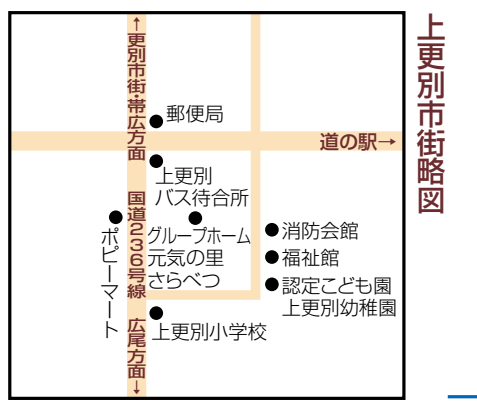 上更別市街略図
↑更別市街・帯広方面
郵便局
道の駅→
上更別
バス待合所
国道236号線
ポピーマート
グループホーム
元気の里
さらべつ
消防会館
福祉館
認定こども園
上更別幼稚園
上更別小学校
広尾方面↓